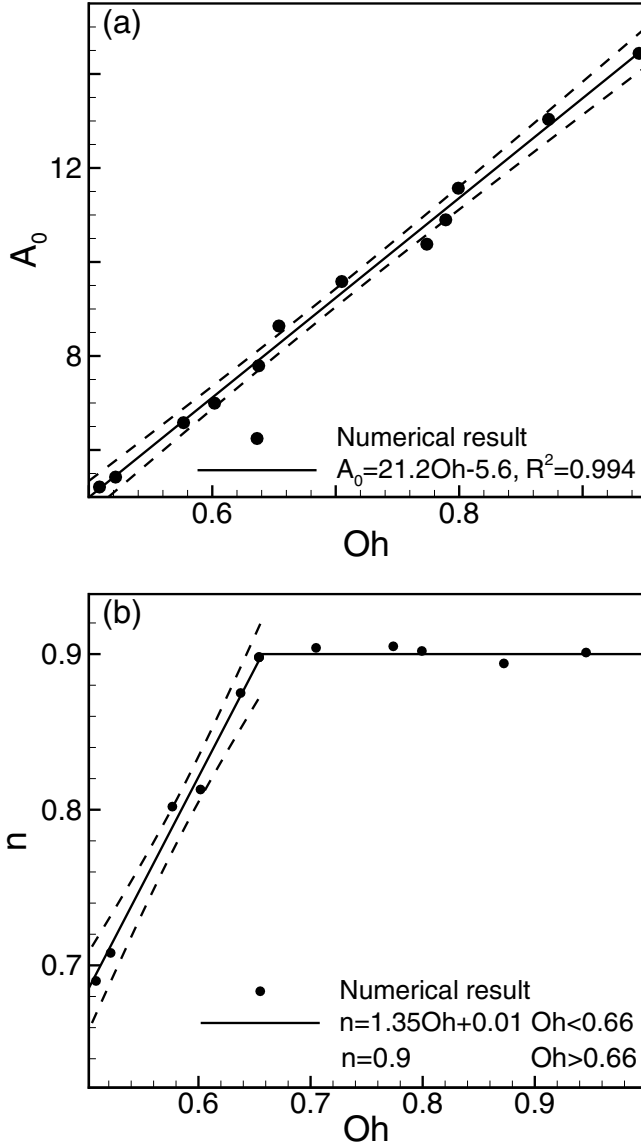 (a)
12
8
A0
Numerical result
A0=21.2Oh-5.6, R2=0.994
0.6
0.8
Oh
(b)
0.9
0.8
0.7
n
Numerical result
n=1.35Oh+0.01 Oh<0.66
n=0.9 Oh>0.66
0.6
0.7
0.8
0.9
Oh